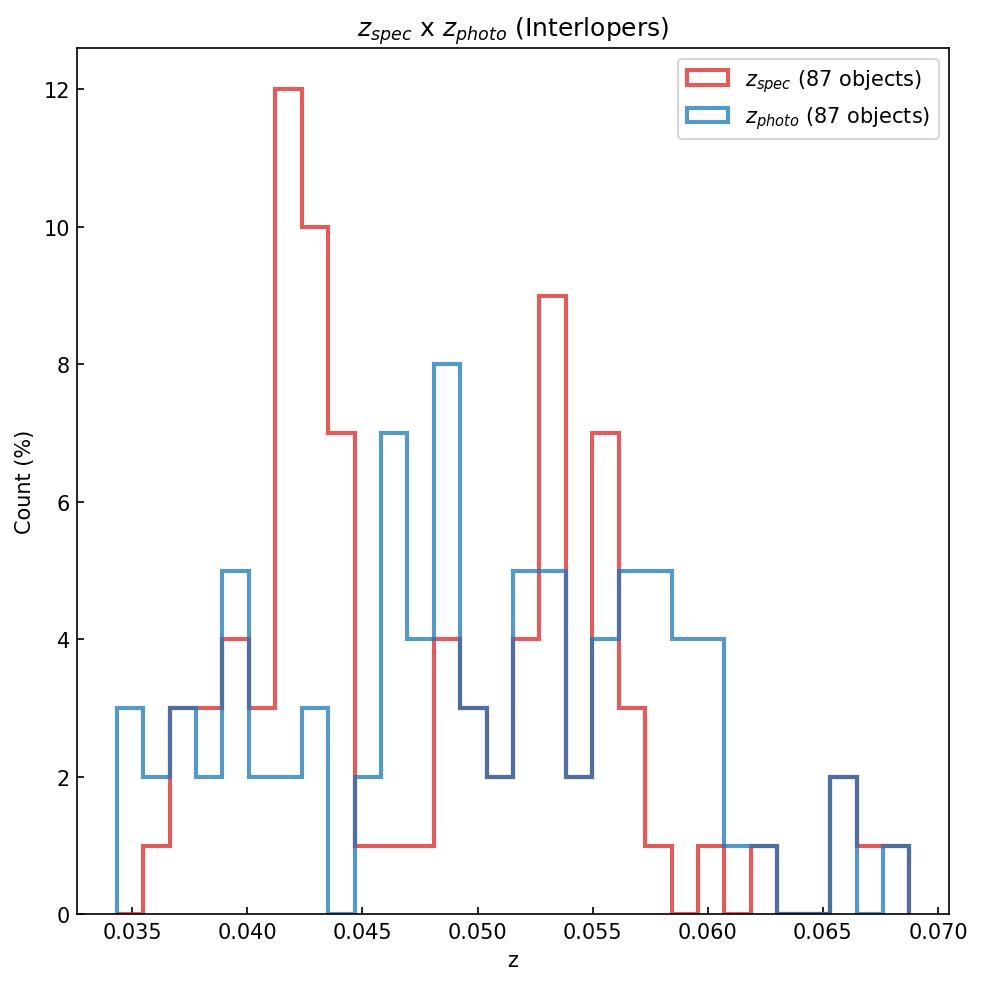 z_spec x z_photo (Interlopers)
z_spec (87 objects)
z_photo (87 objects)
Count (%)
12
10
8
6
4
2
0
0.035 0.040 0.045 0.050 0.055 0.060 0.065 0.070
z